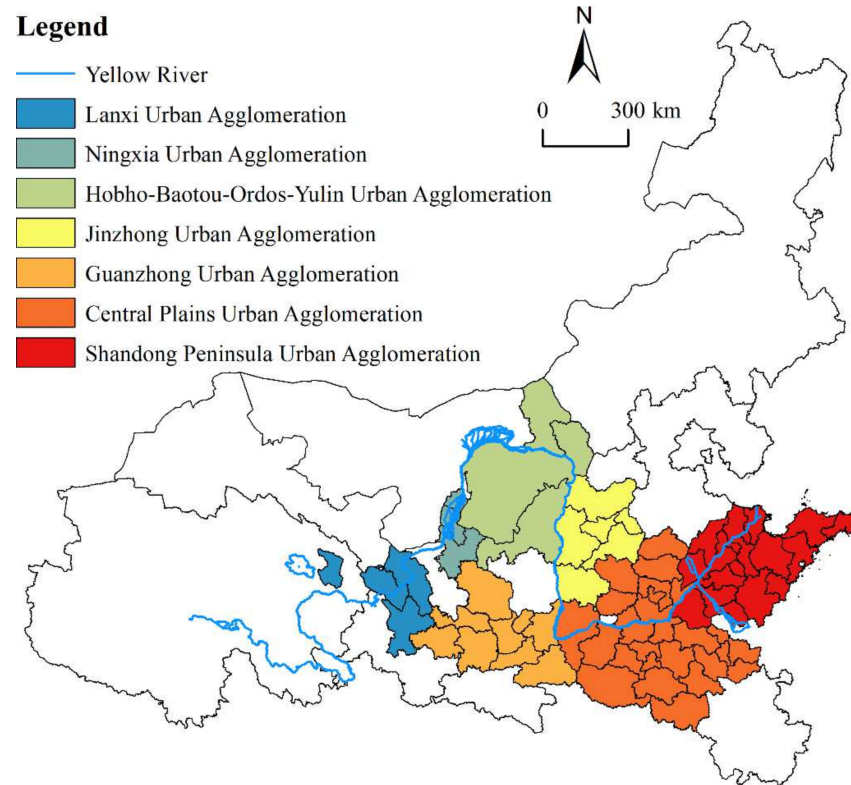 Legend
Yellow River
Lanxi Urban Agglomeration
Ningxia Urban Agglomeration
Hobho-Baotou-Ordos-Yulin Urban Agglomeration
Jinzhong Urban Agglomeration
Guanzhong Urban Agglomeration
Central Plains Urban Agglomeration
Shandong Peninsula Urban Agglomeration
N
0 300 km